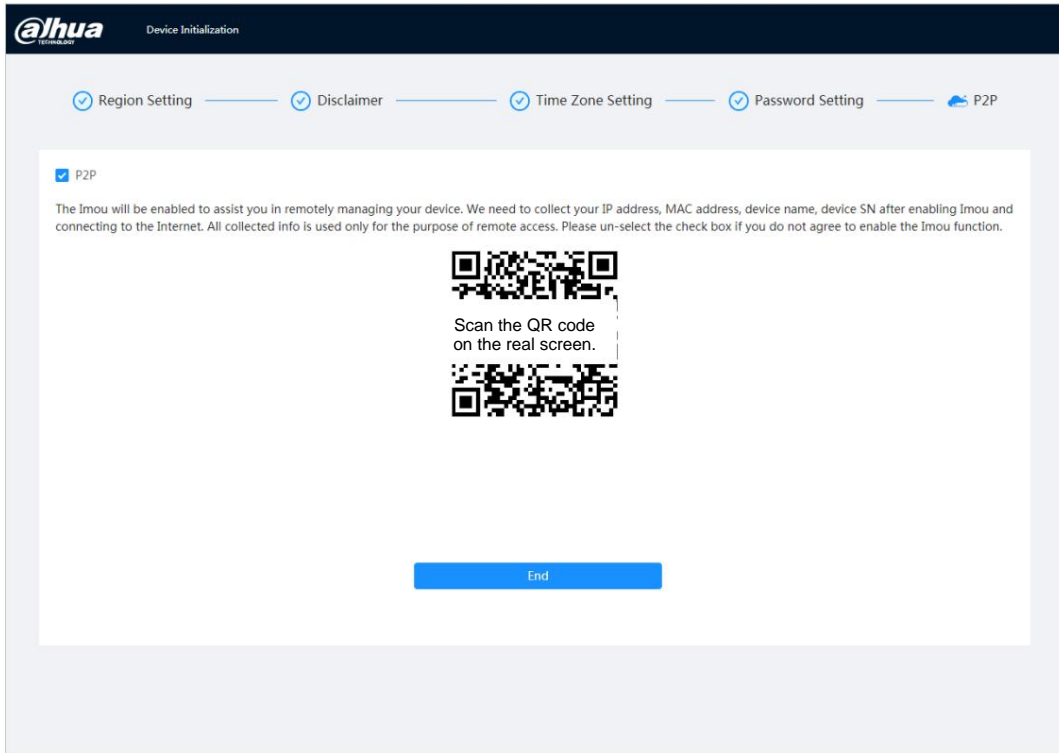 alhua
TECHNOLOGY
Device Initialization
Region Setting
Disclaimer
Time Zone Setting
Password Setting
P2P
P2P
The Imou will be enabled to assist you in remotely managing your device. We need to collect your IP address, MAC address, device name, device SN after enabling Imou and
connecting to the Internet. All collected info is used only for the purpose of remote access. Please un-select the check box if you do not agree to enable the Imou function.
Scan the QR code
on the real screen.
End